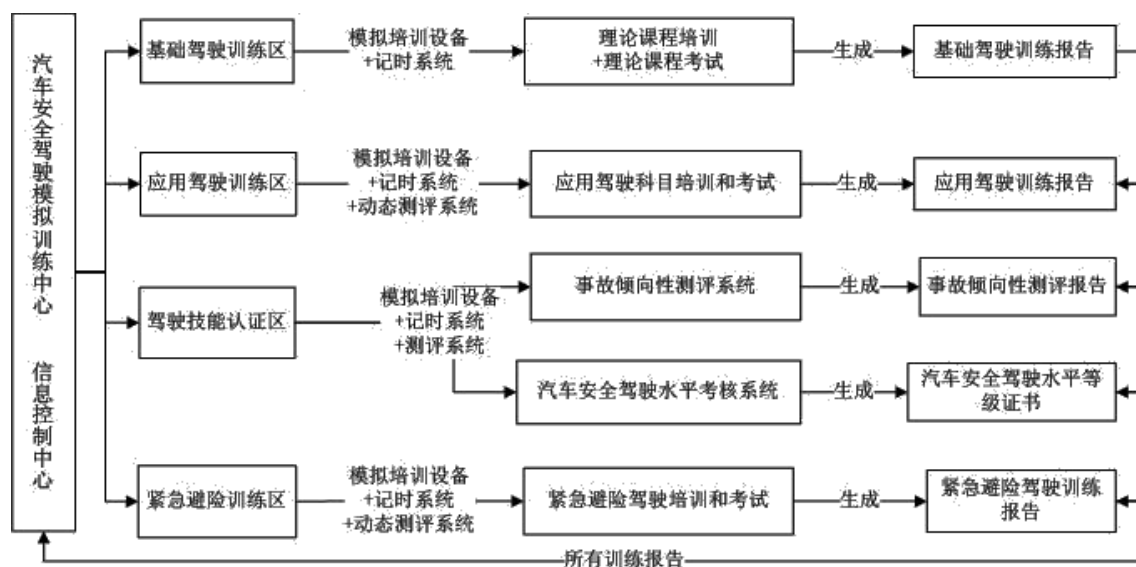 汽车安全驾驶模拟训练中心 信息控制中心
基础驾驶训练区
模拟培训设备
+记时系统
理论课程培训
+理论课程考试
生成
基础驾驶训练报告
应用驾驶训练区
模拟培训设备
+记时系统
+动态测评系统
应用驾驶科目培训和考试
生成
应用驾驶训练报告
驾驶技能认证区
模拟培训设备
+记时系统
+测评系统
事故倾向性测评系统
生成
事故倾向性测评报告
汽车安全驾驶水平考核系统
生成
汽车安全驾驶水平等
级证书
紧急避险训练区
模拟培训设备
+记时系统
+动态测评系统
紧急避险驾驶培训和考试
生成
紧急避险驾驶训练
报告
所有训练报告